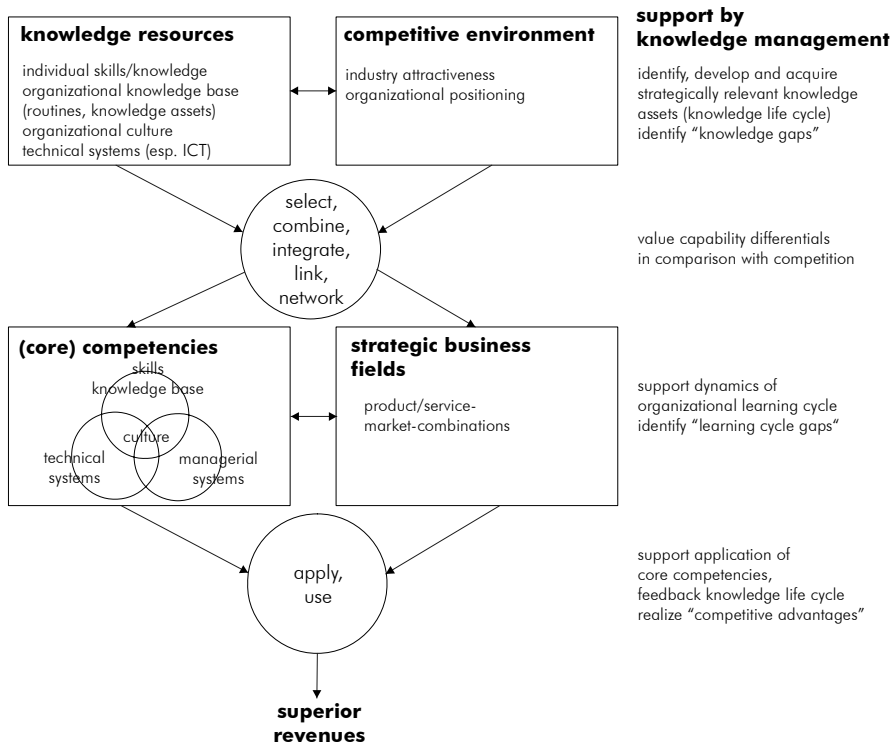 knowledge resources
individual skills/knowledge
organizational knowledge base
(routines, knowledge assets)
organizational culture
technical systems (esp. ICT)
competitive environment
industry attractiveness
organizational positioning
support by
knowledge management
identify, develop and acquire
strategically relevant knowledge
assets (knowledge life cycle)
identify “knowledge gaps”
select,
combine,
integrate,
link,
network
value capability differentials
in comparison with competition
(core) competencies
skills
knowledge base
culture
technical
systems
managerial
systems
strategic business
fields
product/service-
market-combinations
support dynamics of
organizational learning cycle
identify “learning cycle gaps“
apply,
use
support application of
core competencies,
feedback knowledge life cycle
realize “competitive advantages”
superior
revenues